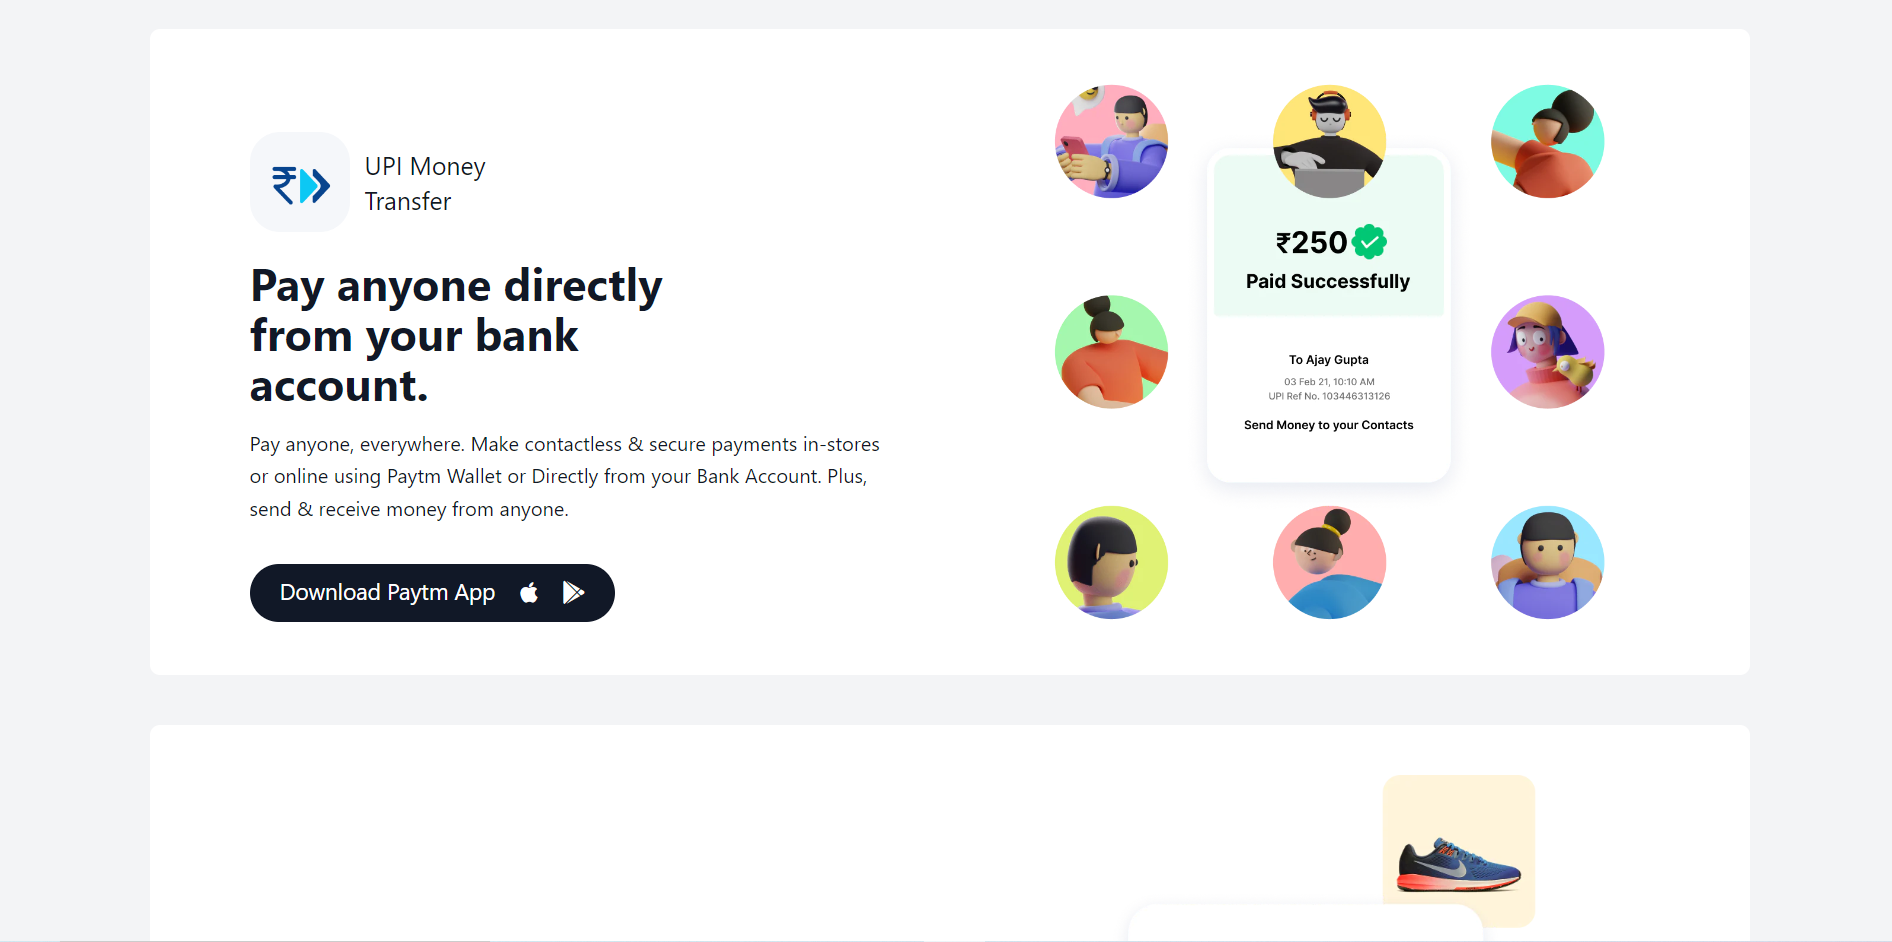 UPI Money
Transfer
Pay anyone directly
from your bank
account.
Pay anyone, everywhere. Make contactless & secure payments in-stores
or online using Paytm Wallet or Directly from your Bank Account. Plus,
send & receive money from anyone.
Download Paytm App
₹250
Paid Successfully
To Ajay Gupta
03 Feb 21, 10:10 AM
UPI Ref No. 103446313126
Send Money to your Contacts